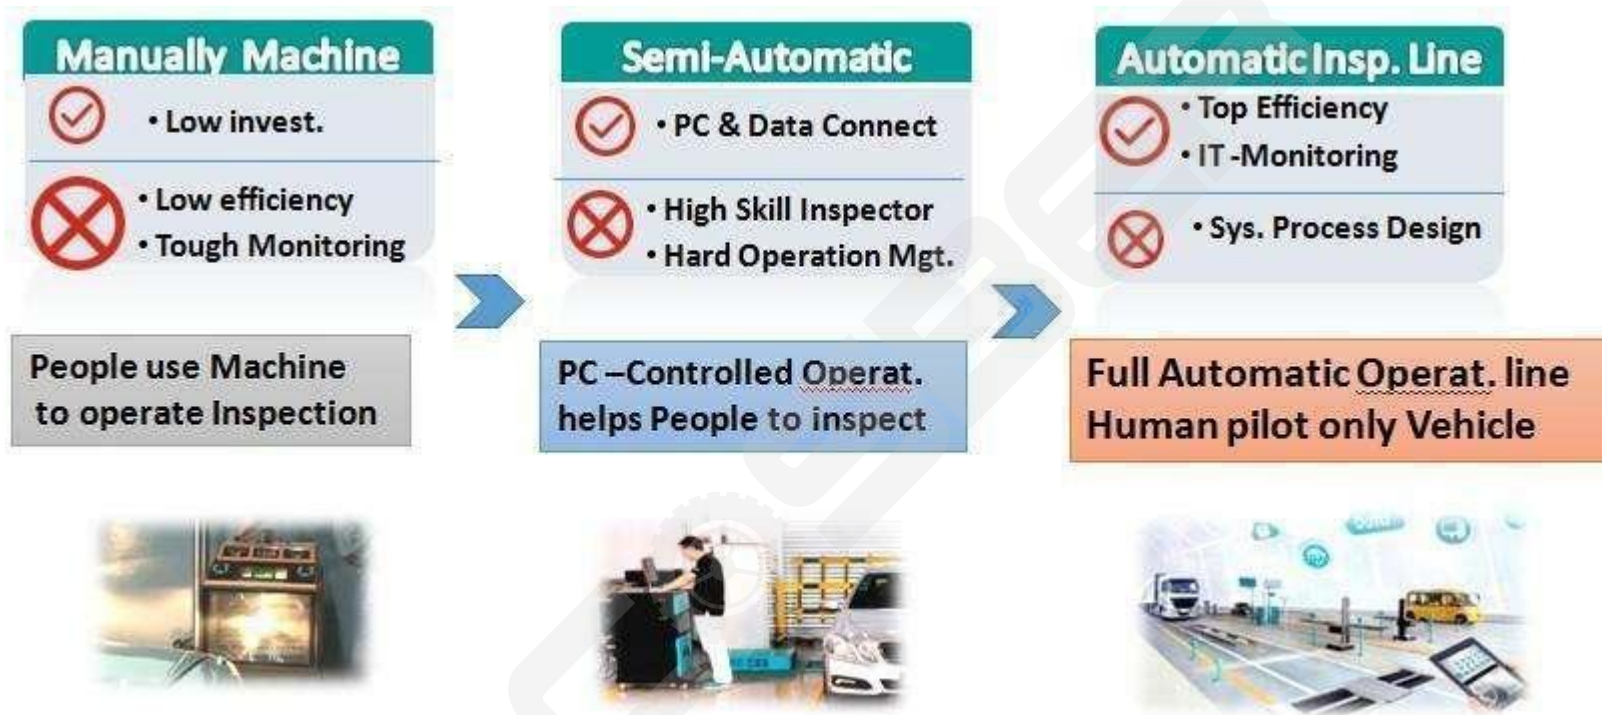 Manually Machine
• Low invest.
• Low efficiency
• Tough Monitoring
People use Machine
to operate Inspection
Semi-Automatic
• PC & Data Connect
• High Skill Inspector
• Hard Operation Mgt.
PC –Controlled Operat.
helps People to inspect
Automatic Insp. Line
• Top Efficiency
• IT -Monitoring
• Sys. Process Design
Full Automatic Operat. line
Human pilot only Vehicle